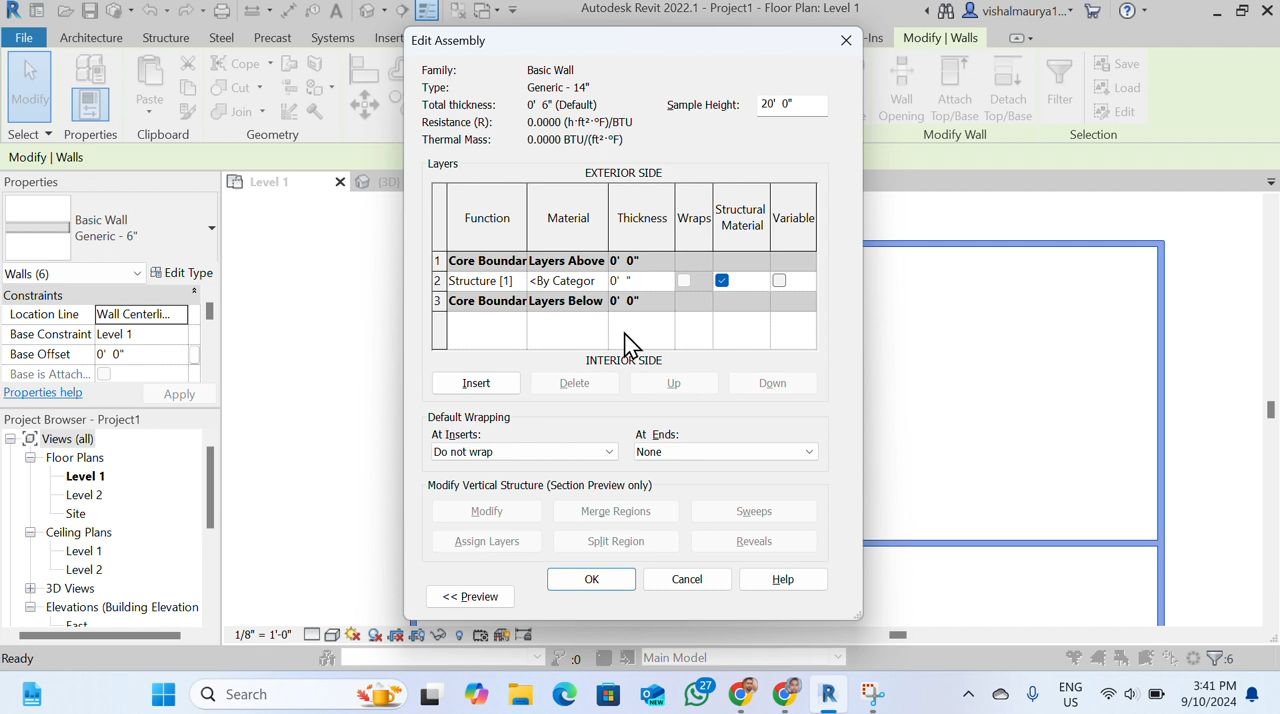 Autodesk Revit 2022.1 - Project1 - Floor Plan: Level 1
vishalmaurya1...
File Architecture Structure Steel Precast Systems Insert -Ins Modify | Walls
Modify
Paste
Cope
Cut
Join
Wall Opening
Attach Top/Base
Detach Top/Base
Filter
Save
Load
Edit
Select Properties Clipboard Geometry Modify Wall Selection
Modify | Walls
Properties
Basic Wall
Generic - 6"
Walls (6) Edit Type
Constraints
Location Line Wall Centerli...
Base Constraint Level 1
Base Offset 0' 0"
Base is Attach...
Properties help Apply
Project Browser - Project1
Views (all)
Floor Plans
Level 1
Level 2
Site
Ceiling Plans
Level 1
Level 2
3D Views
Elevations (Building Elevation
East
Level 1 {3D}
Edit Assembly
Family: Basic Wall
Type: Generic - 14"
Total thickness: 0' 6" (Default) Sample Height: 20' 0"
Resistance (R): 0.0000 (h·ft²·°F)/BTU
Thermal Mass: 0.0000 BTU/(ft²·°F)
Layers
EXTERIOR SIDE
Function Material Thickness Wraps Structural Material Variable
1 Core Boundar Layers Above 0' 0"
2 Structure [1] <By Categor 0' "
3 Core Boundar Layers Below 0' 0"
INTERIOR SIDE
Insert Delete Up Down
Default Wrapping
At Inserts: At Ends:
Do not wrap None
Modify Vertical Structure (Section Preview only)
Modify Merge Regions Sweeps
Assign Layers Split Region Reveals
OK Cancel Help
<< Preview
1/8" = 1'-0"
Ready :0 Main Model :6
Search
27
ENG
US
3:41 PM
9/10/2024